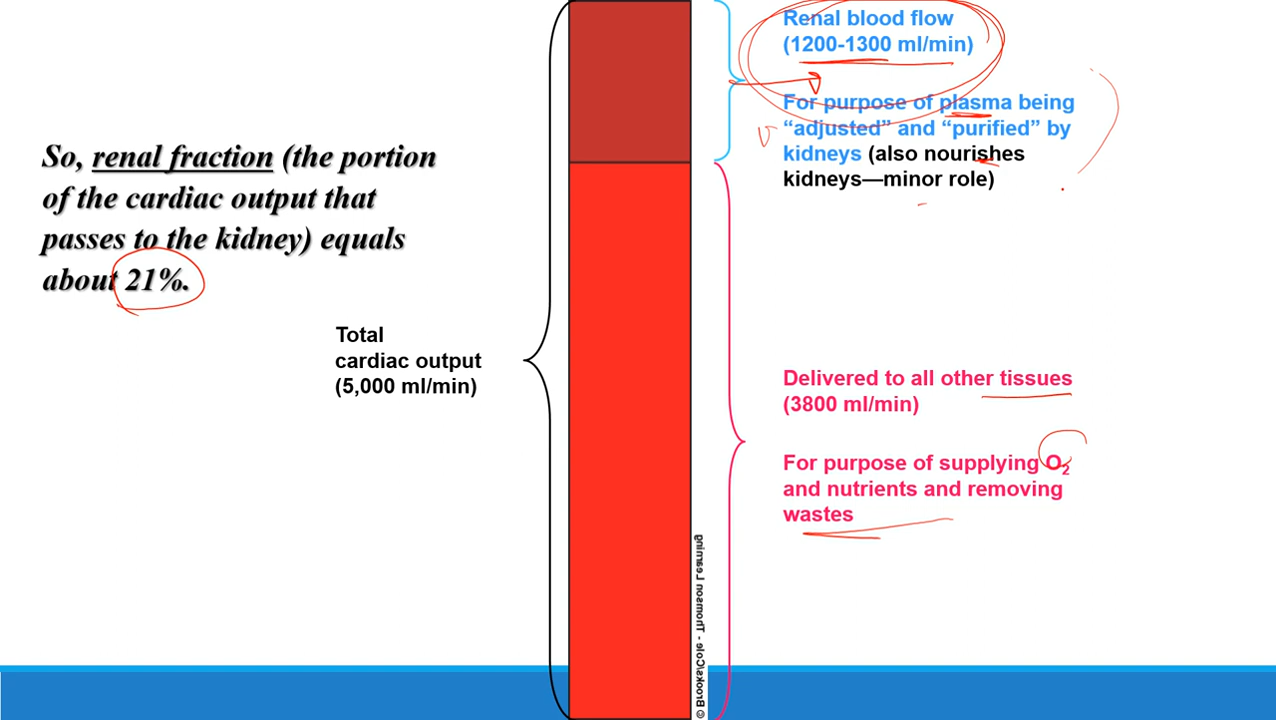 So, renal fraction (the portion
of the cardiac output that
passes to the kidney) equals
about 21%.
Total
cardiac output
(5,000 ml/min)
Renal blood flow
(1200-1300 ml/min)
For purpose of plasma being
“adjusted” and “purified” by
kidneys (also nourishes
kidneys—minor role)
Delivered to all other tissues
(3800 ml/min)
For purpose of supplying O₂
and nutrients and removing
wastes
© Brooks/Cole - Thomson Learning